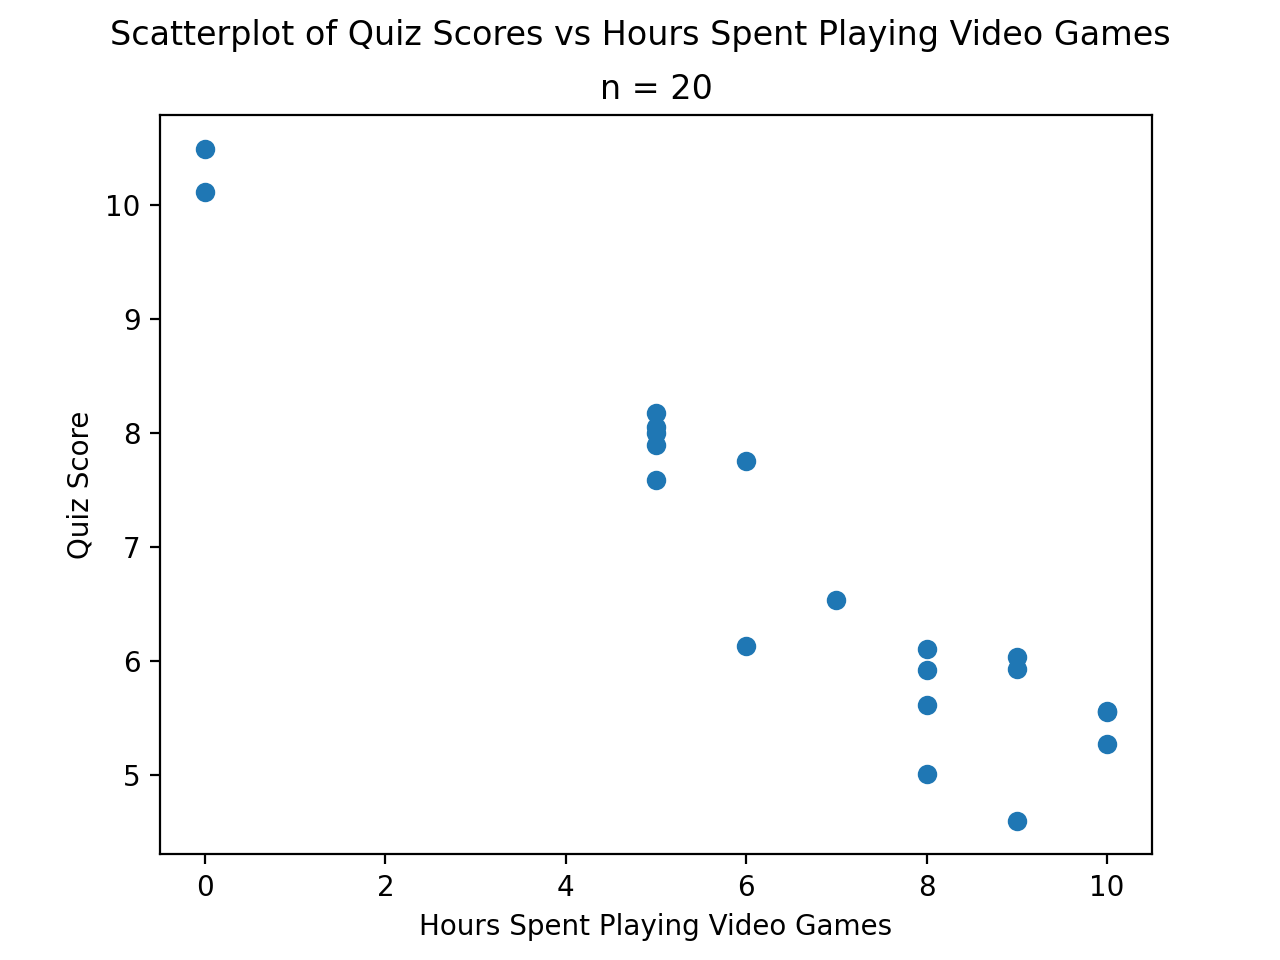 Scatterplot of Quiz Scores vs Hours Spent Playing Video Games
n = 20
10
9
8
7
6
5
Quiz Score
0 2 4 6 8 10
Hours Spent Playing Video Games